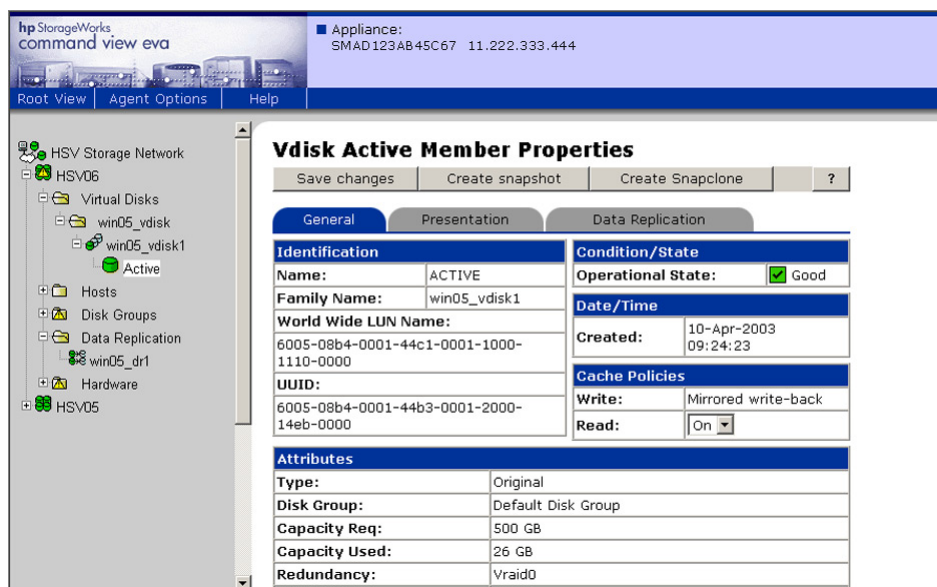 hp StorageWorks
command view eva
Appliance:
SMAD123AB45C67 11.222.333.444
Root View Agent Options Help
HSV Storage Network
HSV06
Virtual Disks
win05_vdisk
win05_vdisk1
Active
Hosts
Disk Groups
Data Replication
win05_dr1
Hardware
HSV05
Vdisk Active Member Properties
Save changes Create snapshot Create Snapclone ?
General Presentation Data Replication
Identification
Name: ACTIVE
Family Name: win05_vdisk1
World Wide LUN Name:
6005-08b4-0001-44c1-0001-1000-
1110-0000
UUID:
6005-08b4-0001-44b3-0001-2000-
14eb-0000
Condition/State
Operational State: Good
Date/Time
Created: 10-Apr-2003
09:24:23
Cache Policies
Write: Mirrored write-back
Read: On
Attributes
Type: Original
Disk Group: Default Disk Group
Capacity Req: 500 GB
Capacity Used: 26 GB
Redundancy: Vraid0